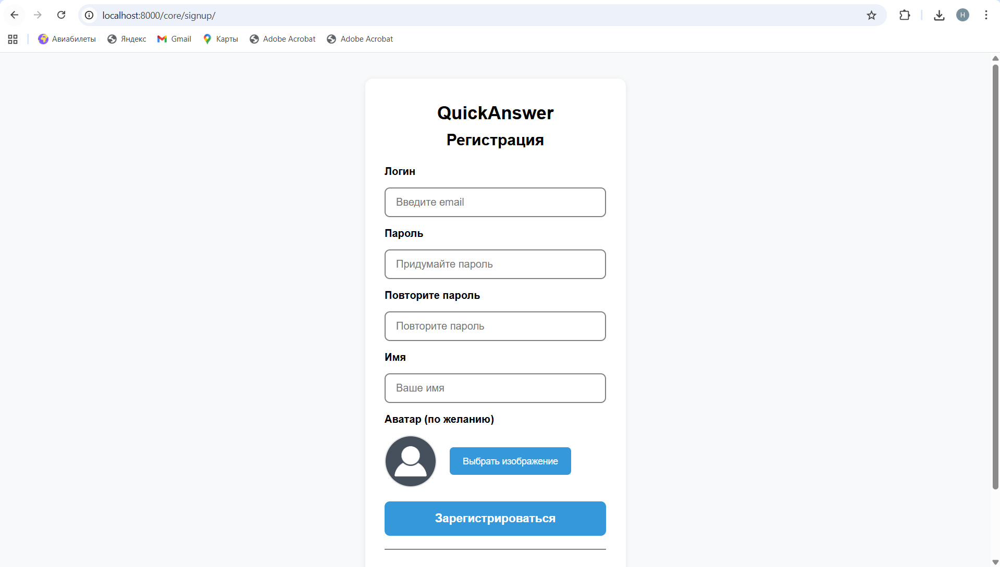 localhost:8000/core/signup/
H
Авиабилеты Яндекс Gmail Карты Adobe Acrobat Adobe Acrobat
QuickAnswer
Регистрация
Логин
Введите email
Пароль
Придумайте пароль
Повторите пароль
Повторите пароль
Имя
Ваше имя
Аватар (по желанию)
Выбрать изображение
Зарегистрироваться